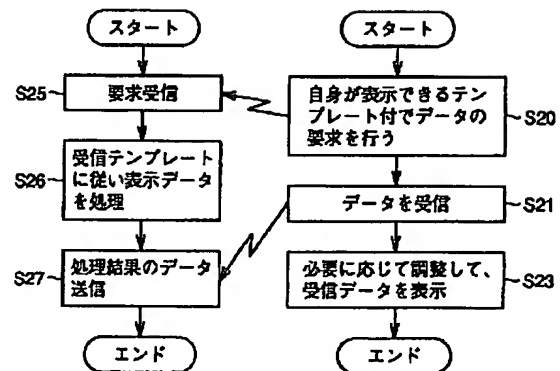 スタート
S25
要求受信
S26
受信テンプレート
に従い表示データ
を処理
S27
処理結果のデータ
送信
エンド
スタート
自身が表示できるテン
プレート付でデータの
要求を行う
S20
データを受信
S21
必要に応じて調整して、
受信データを表示
S23
エンド